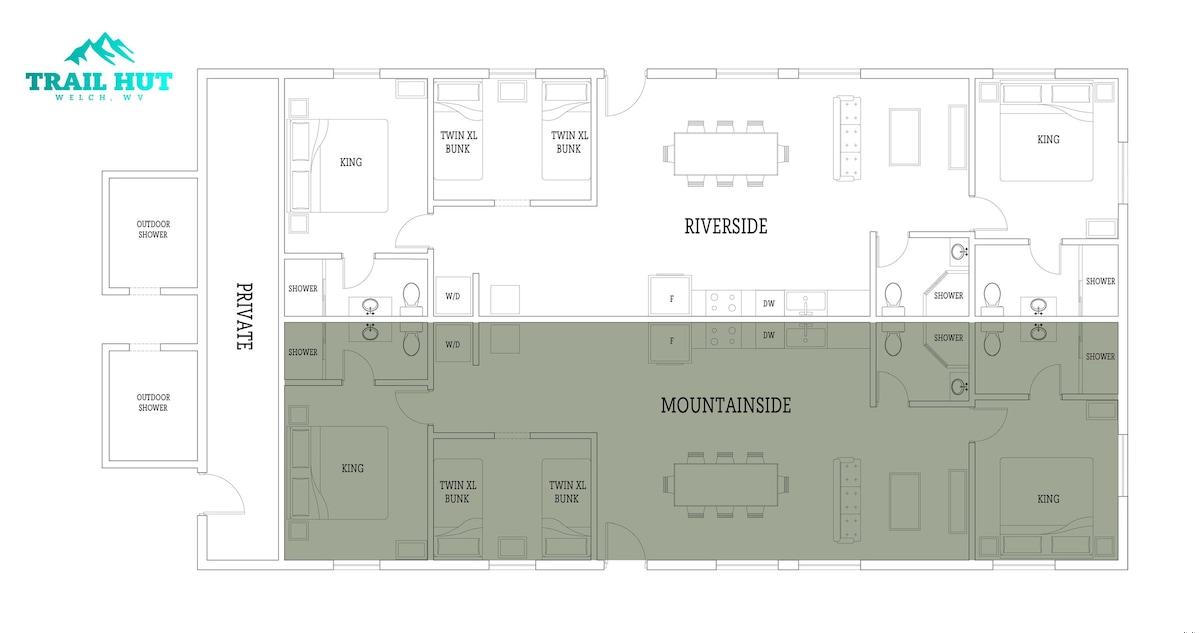 TRAIL HUT
WELCH, WV
KING
TWIN XL
BUNK
TWIN XL
BUNK
KING
OUTDOOR
SHOWER
RIVERSIDE
PRIVATE
SHOWER
W/D
F
DW
SHOWER
SHOWER
SHOWER
W/D
F
DW
SHOWER
SHOWER
OUTDOOR
SHOWER
MOUNTAINSIDE
KING
TWIN XL
BUNK
TWIN XL
BUNK
KING